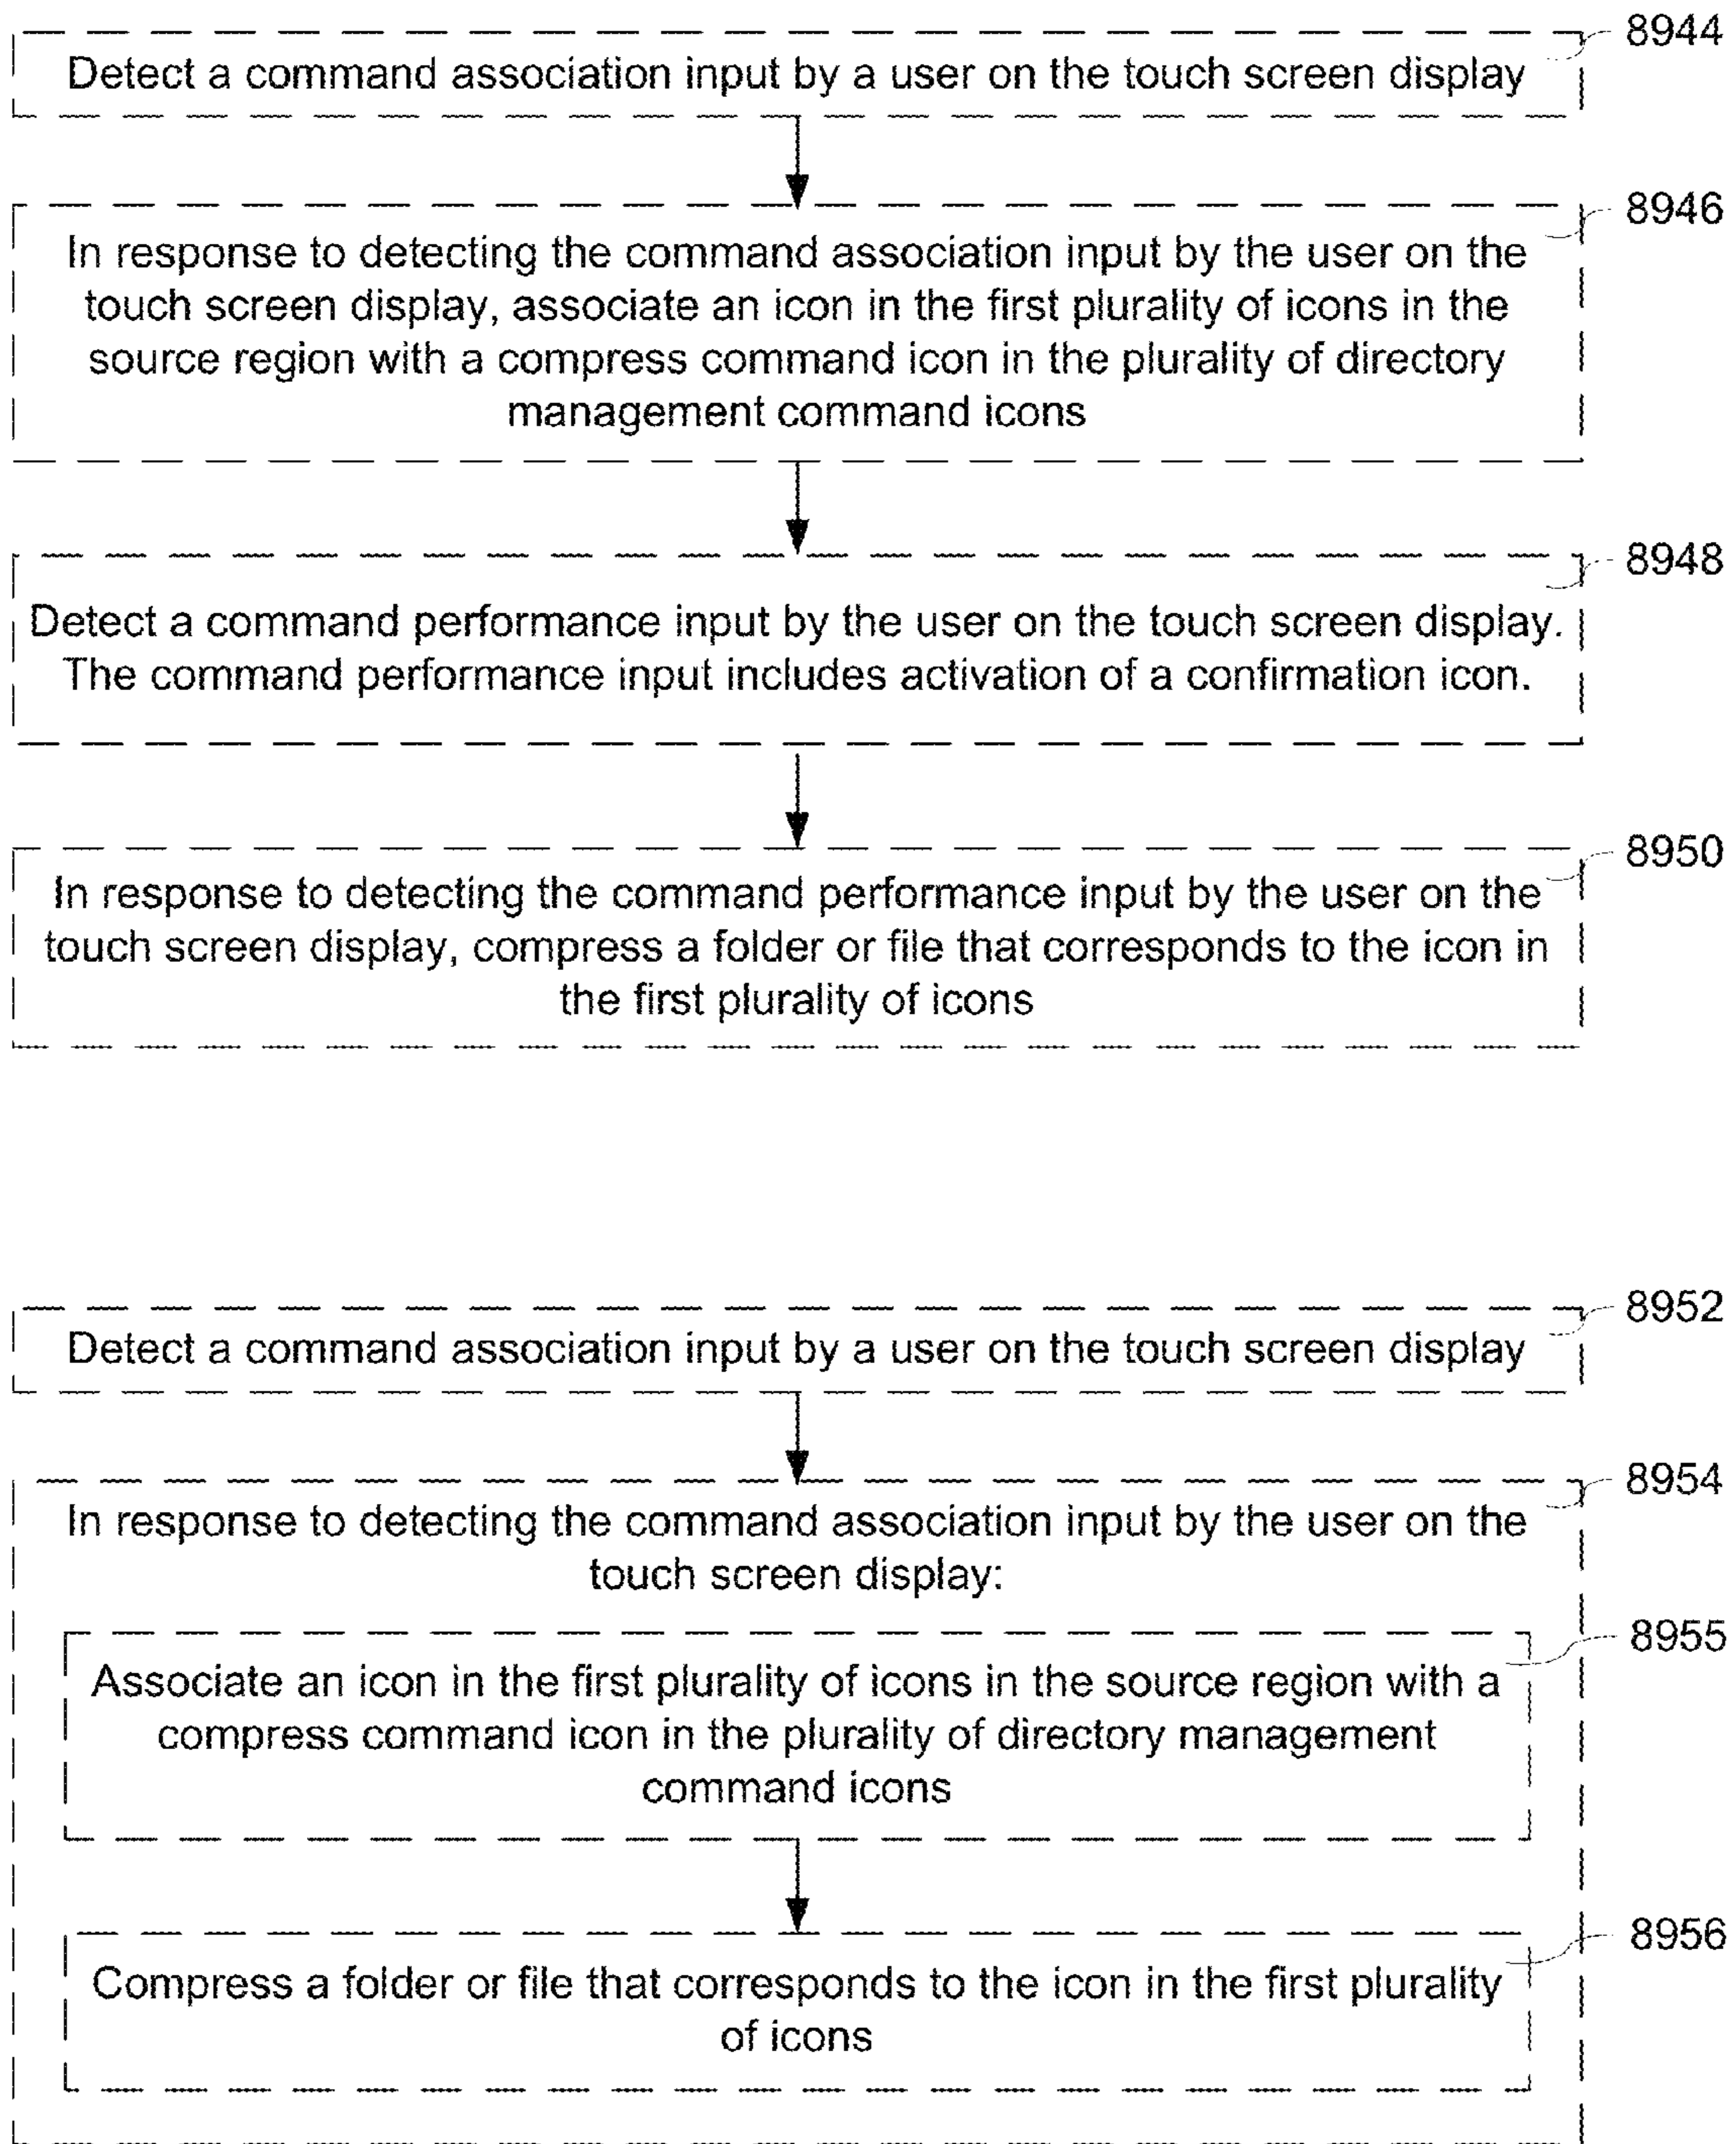 8944
Detect a command association input by a user on the touch screen display
8946
In response to detecting the command association input by the user on the
touch screen display, associate an icon in the first plurality of icons in the
source region with a compress command icon in the plurality of directory
management command icons
8948
Detect a command performance input by the user on the touch screen display.
The command performance input includes activation of a confirmation icon.
8950
In response to detecting the command performance input by the user on the
touch screen display, compress a folder or file that corresponds to the icon in
the first plurality of icons
8952
Detect a command association input by a user on the touch screen display
8954
In response to detecting the command association input by the user on the
touch screen display:
8955
Associate an icon in the first plurality of icons in the source region with a
compress command icon in the plurality of directory management
command icons
8956
Compress a folder or file that corresponds to the icon in the first plurality
of icons